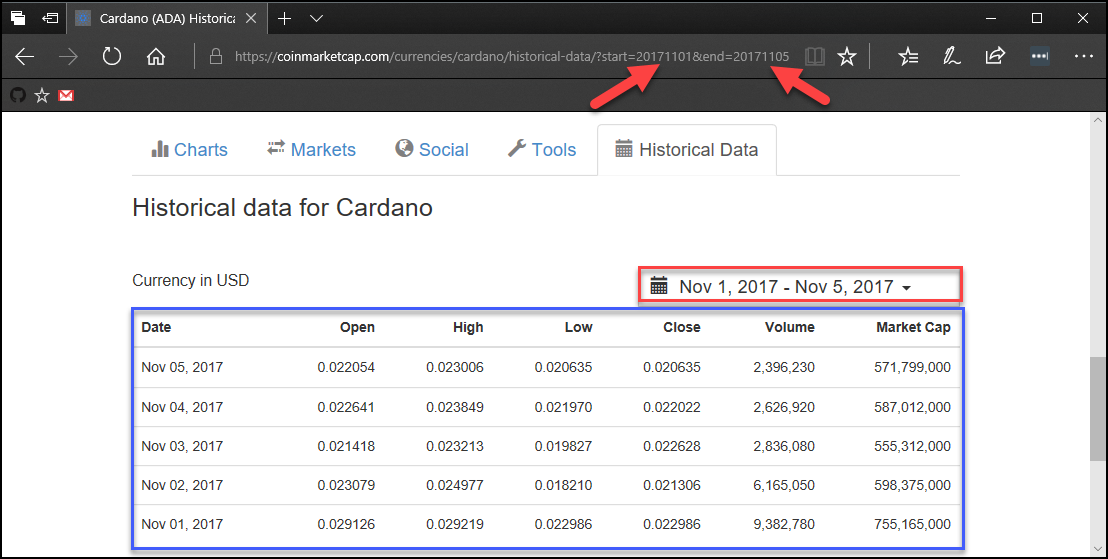 Cardano (ADA) Historica
https://coinmarketcap.com/currencies/cardano/historical-data/?start=20171101&end=20171105
Charts Markets Social Tools Historical Data
Historical data for Cardano
Currency in USD
Nov 1, 2017 - Nov 5, 2017
Date Open High Low Close Volume Market Cap
Nov 05, 2017 0.022054 0.023006 0.020635 0.020635 2,396,230 571,799,000
Nov 04, 2017 0.022641 0.023849 0.021970 0.022022 2,626,920 587,012,000
Nov 03, 2017 0.021418 0.023213 0.019827 0.022628 2,836,080 555,312,000
Nov 02, 2017 0.023079 0.024977 0.018210 0.021306 6,165,050 598,375,000
Nov 01, 2017 0.029126 0.029219 0.022986 0.022986 9,382,780 755,165,000